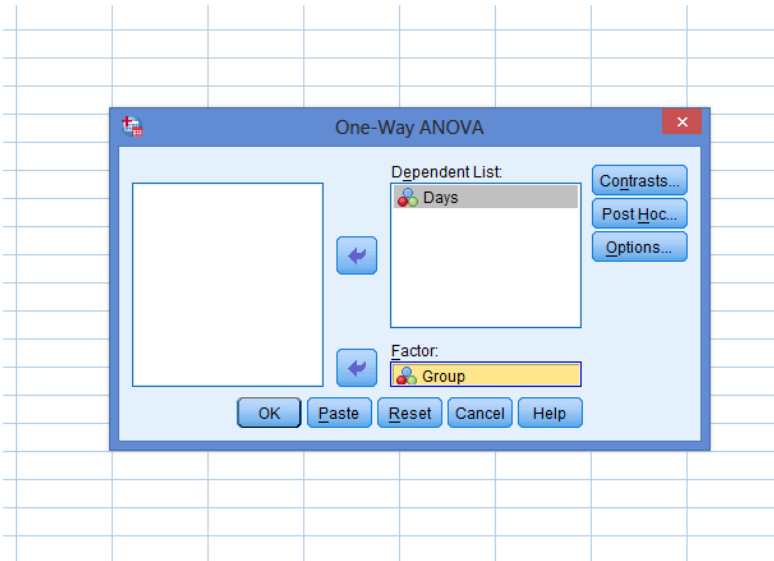 One-Way ANOVA
Dependent List:
Days
Contrasts...
Post Hoc...
Options...
Factor:
Group
OK
Paste
Reset
Cancel
Help